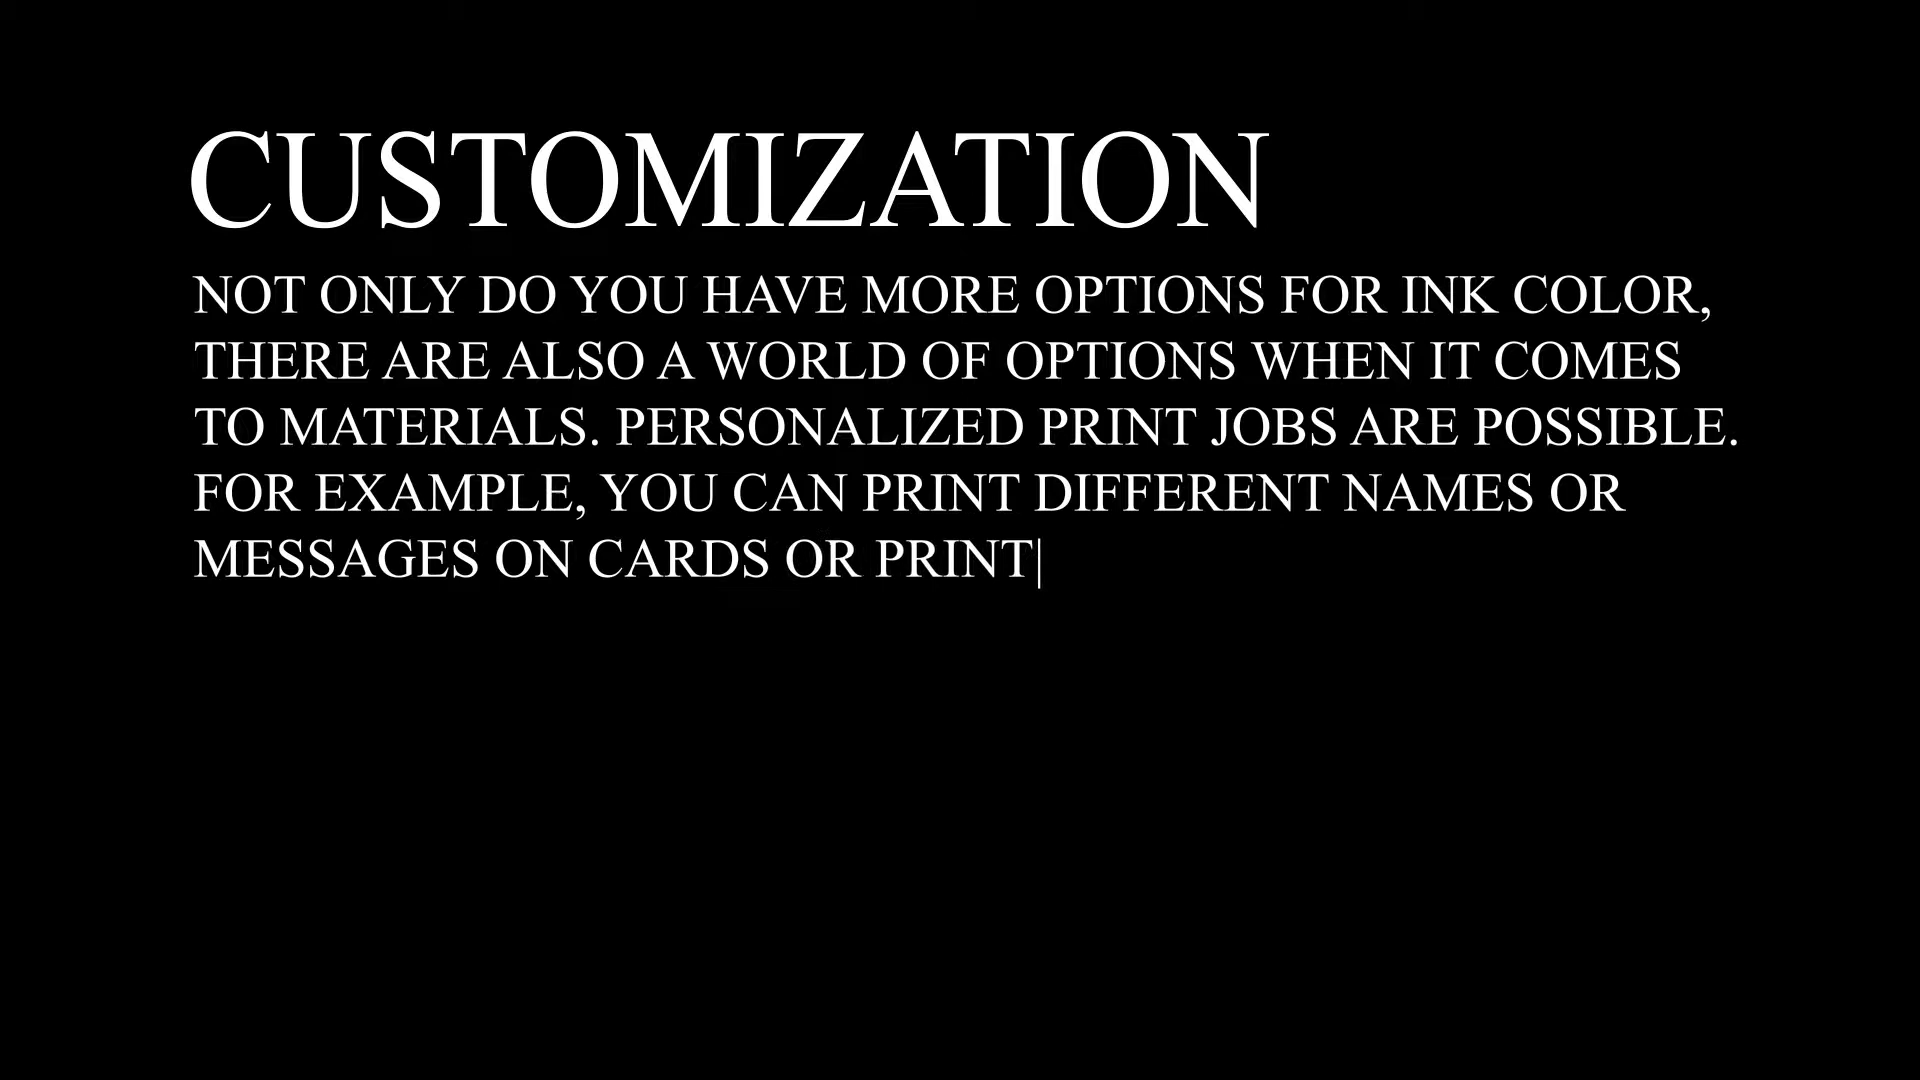 CUSTOMIZATION
NOT ONLY DO YOU HAVE MORE OPTIONS FOR INK COLOR,
THERE ARE ALSO A WORLD OF OPTIONS WHEN IT COMES
TO MATERIALS. PERSONALIZED PRINT JOBS ARE POSSIBLE.
FOR EXAMPLE, YOU CAN PRINT DIFFERENT NAMES OR
MESSAGES ON CARDS OR PRINT